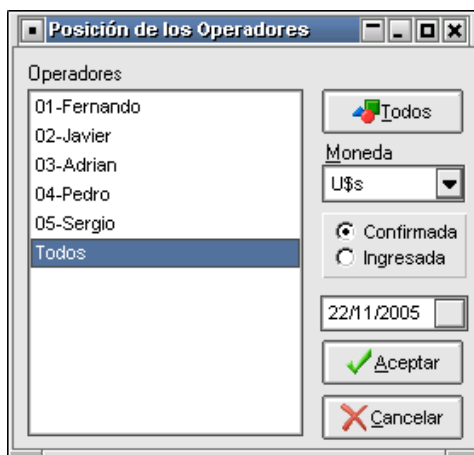 Posición de los Operadores
Operadores
01-Fernando
02-Javier
03-Adrian
04-Pedro
05-Sergio
Todos
Todos
Moneda
U$s
Confirmada
Ingresada
22/11/2005
Aceptar
Cancelar